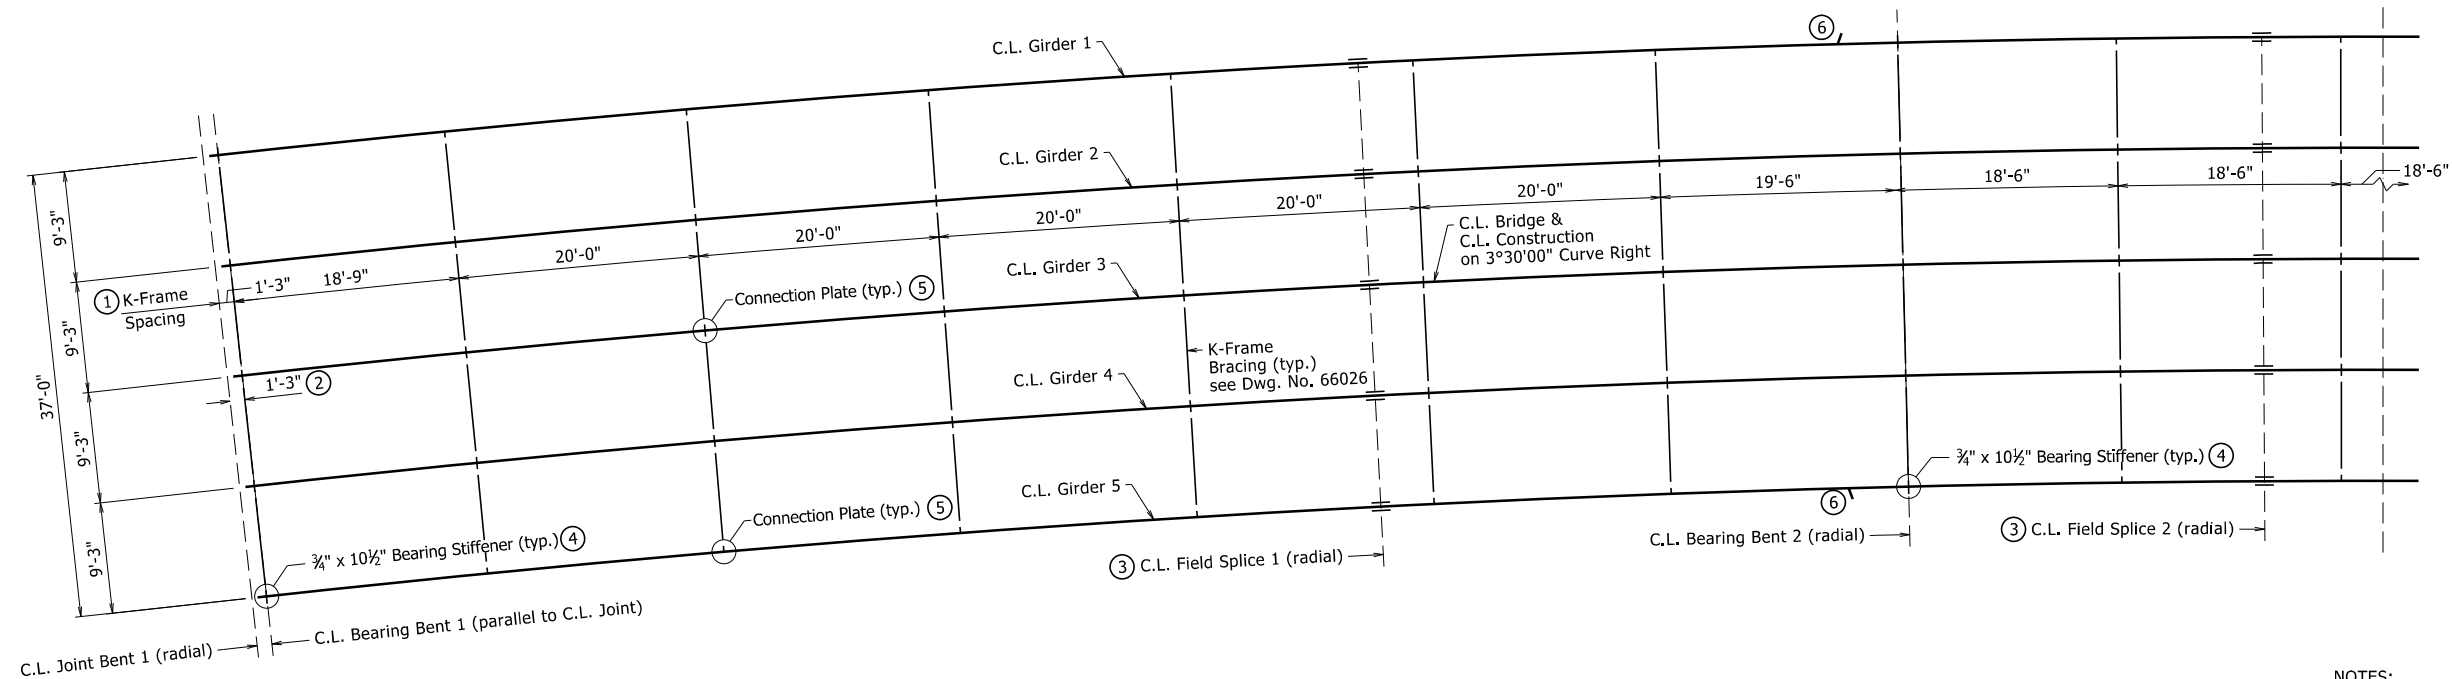 6
C.L. Girder 1
C.L. Girder 2
18'-6"
18'-6"
18'-6"
19'-6"
20'-0"
20'-0"
20'-0"
20'-0"
20'-0"
18'-9"
1'-3"
9'-3"
9'-3"
9'-3"
9'-3"
37'-0"
1 K-Frame
Spacing
C.L. Bridge &
C.L. Construction
on 3°30'00" Curve Right
C.L. Girder 3
Connection Plate (typ.) 5
1'-3" 2
K-Frame
Bracing (typ.)
see Dwg. No. 66026
C.L. Girder 4
C.L. Girder 5
¾" x 10½" Bearing Stiffener (typ.) 4
6
Connection Plate (typ.) 5
¾" x 10½" Bearing Stiffener (typ.) 4
3 C.L. Field Splice 1 (radial)
C.L. Bearing Bent 2 (radial)
3 C.L. Field Splice 2 (radial)
C.L. Bearing Bent 1 (parallel to C.L. Joint)
C.L. Joint Bent 1 (radial)
NOTES: